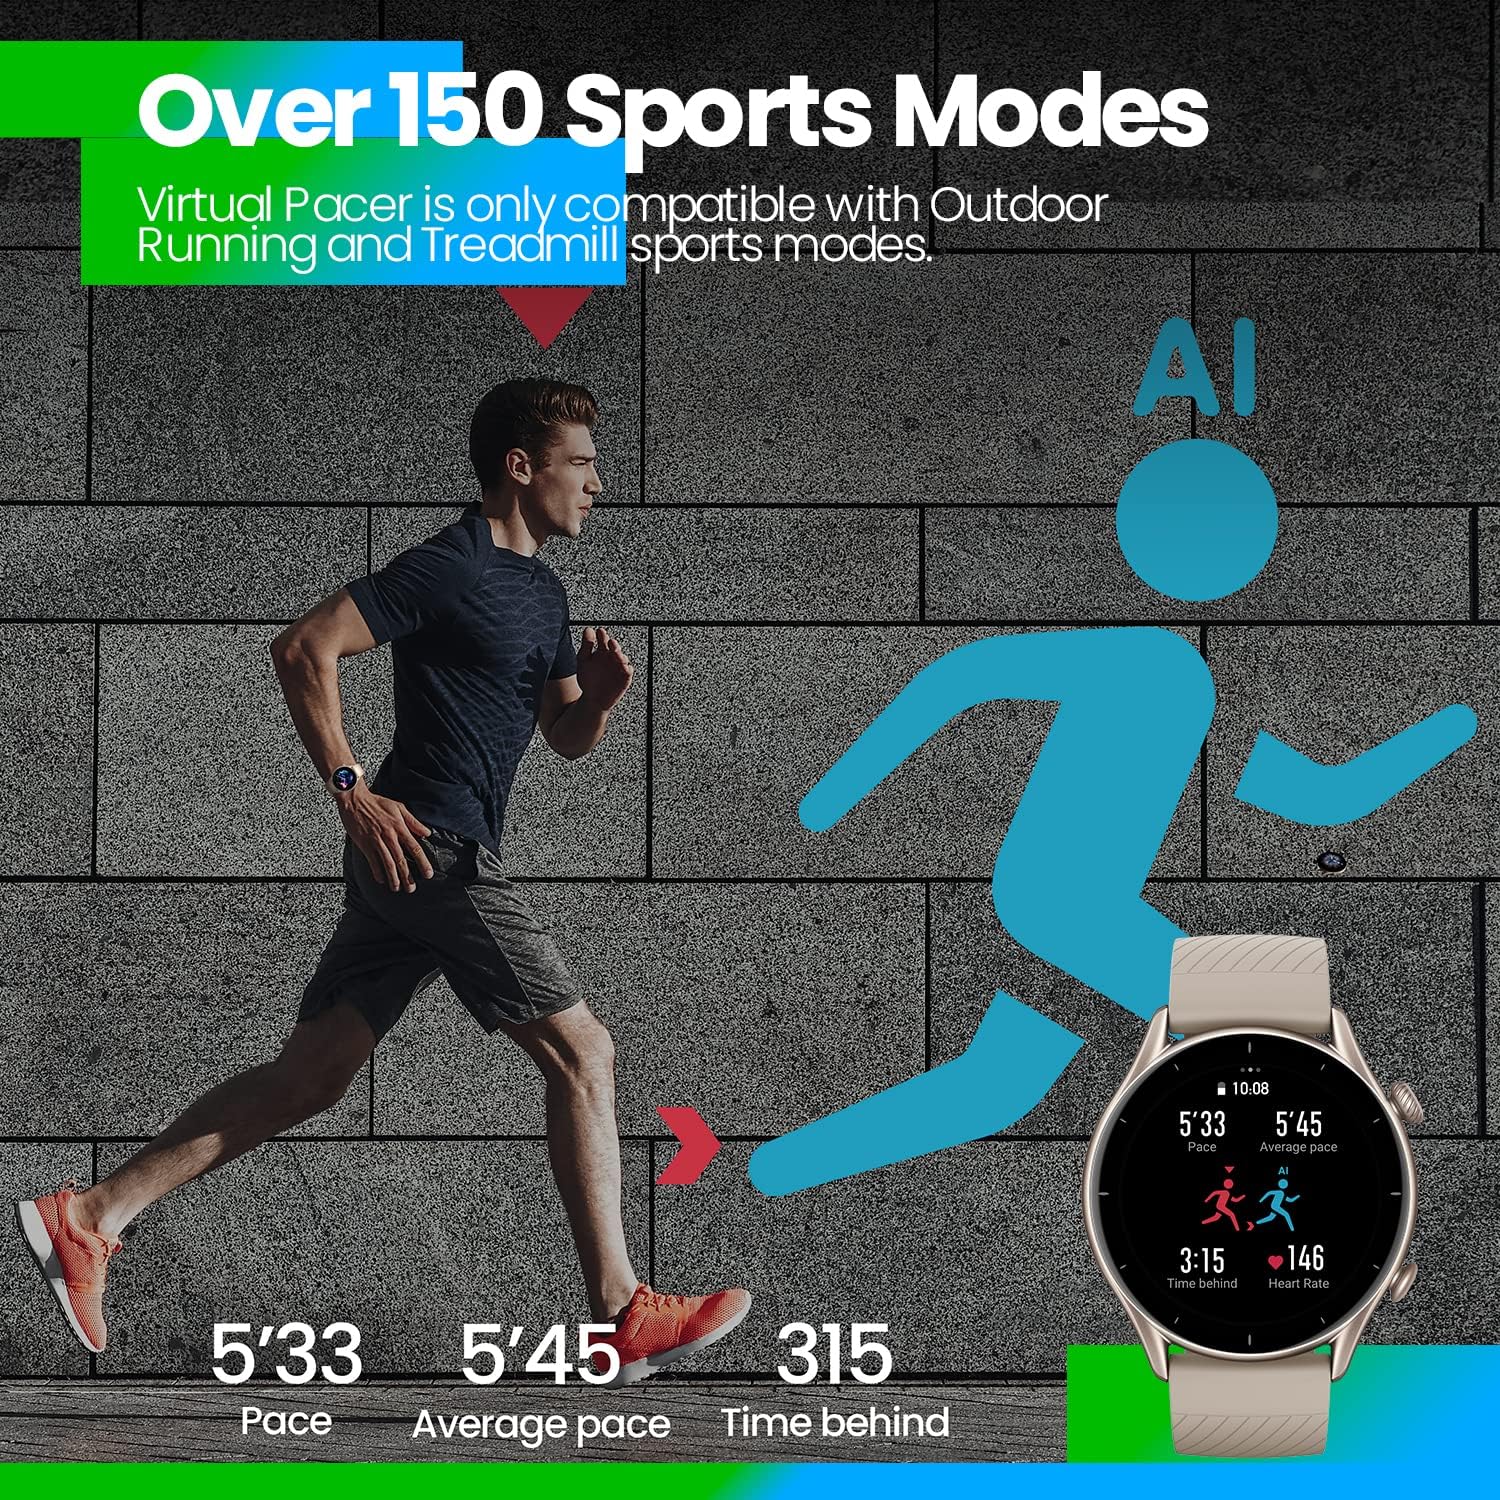 Over 150 Sports Modes
Virtual Pacer is only compatible with Outdoor
Running and Treadmill sports modes.
AI
10:08
5'33 5'45
Pace Average pace
AI
3:15 146
Time behind Heart Rate
5'33 5'45 315
Pace Average pace Time behind